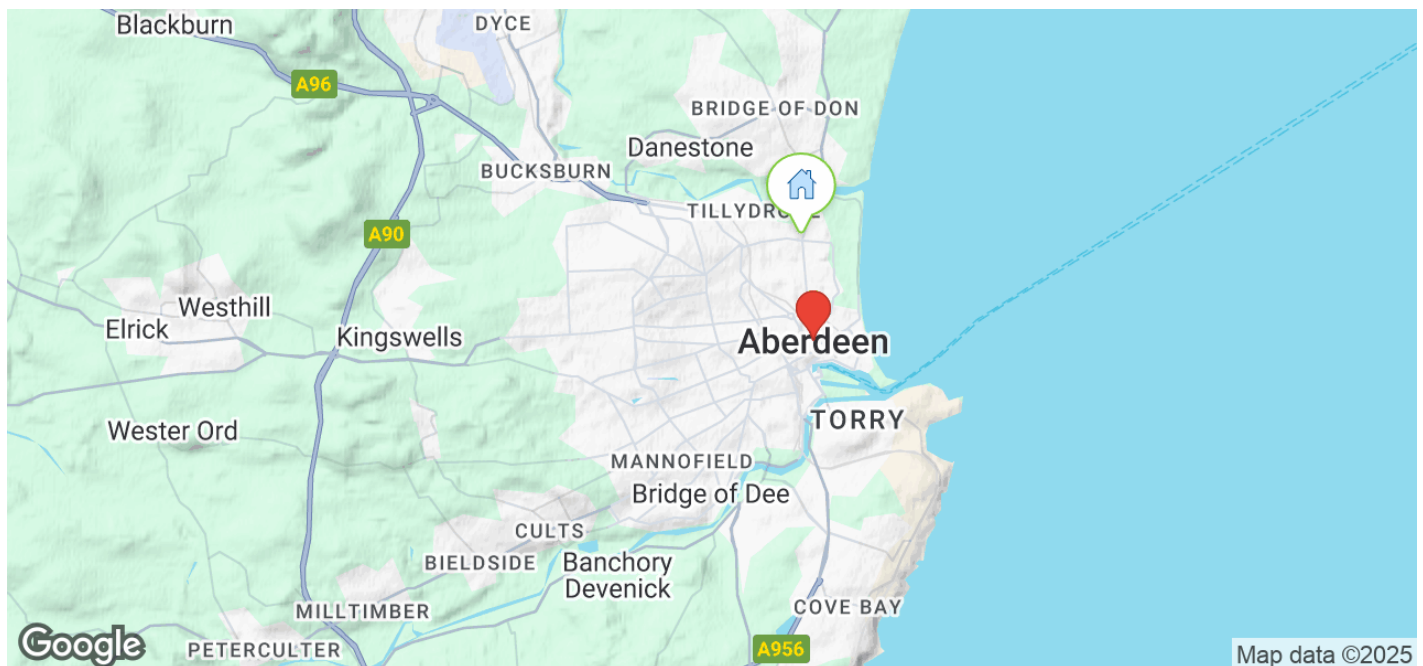 Blackburn
DYCE
A96
BRIDGE OF DON
Danestone
BUCKSBURN
TILLYDRONE
A90
Westhill
Elrick
Kingswells
Aberdeen
TORRY
Wester Ord
MANNOFIELD
Bridge of Dee
CULTS
BIELDSIDE
Banchory
Devenick
MILLTIMBER
COVE BAY
PETERCULTER
A956
Google
Map data ©2025